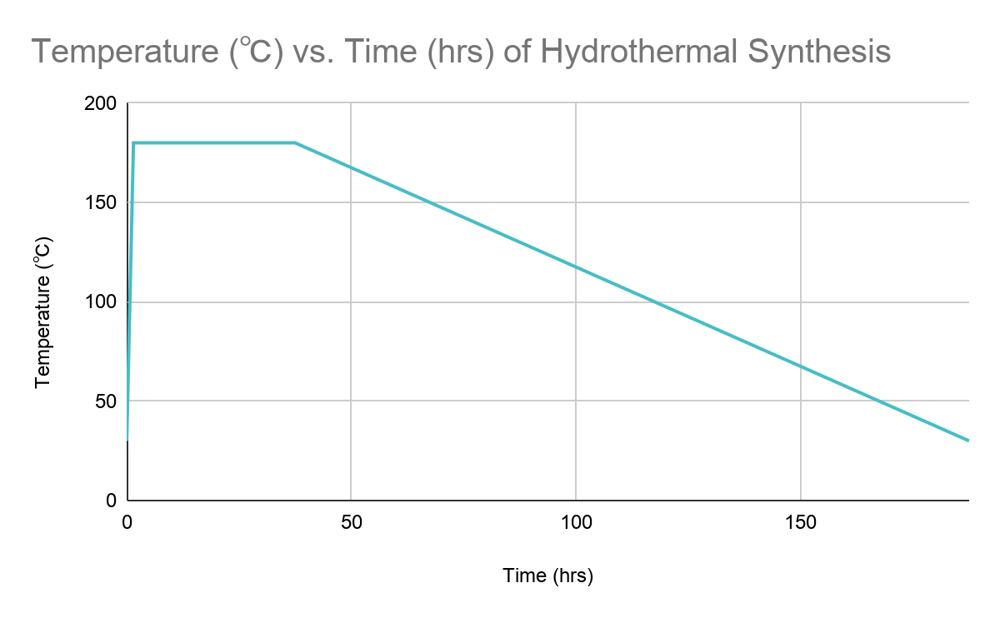 Temperature (℃) vs. Time (hrs) of Hydrothermal Synthesis
200
150
100
50
0
Temperature (℃)
0 50 100 150
Time (hrs)